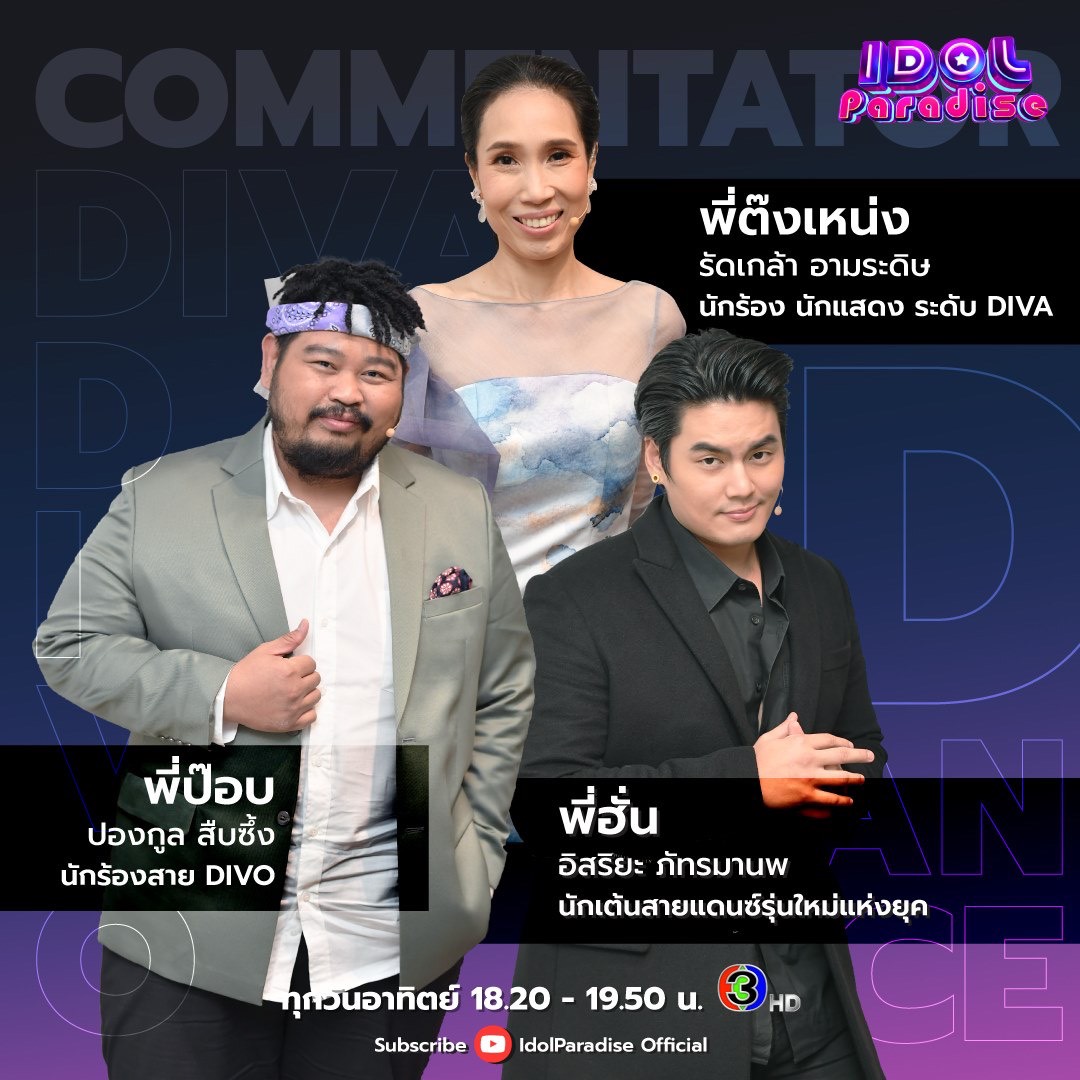 COMMENTATOR
IDOL
Paradise
DIVA
พี่ต๊งเหน่ง
รัดเกล้า อามระดิษ
นักร้อง นักแสดง ระดับ DIVA
พี่ป๊อบ
ปองกูล สืบซึ้ง
นักร้องสาย DIVO
พี่ฮั่น
อิสริยะ ภัทรมานพ
นักเต้นสายแดนซ์รุ่นใหม่แห่งยุค
ทุกวันอาทิตย์ 18.20 - 19.50 น. 3 HD
Subscribe IdolParadise Official